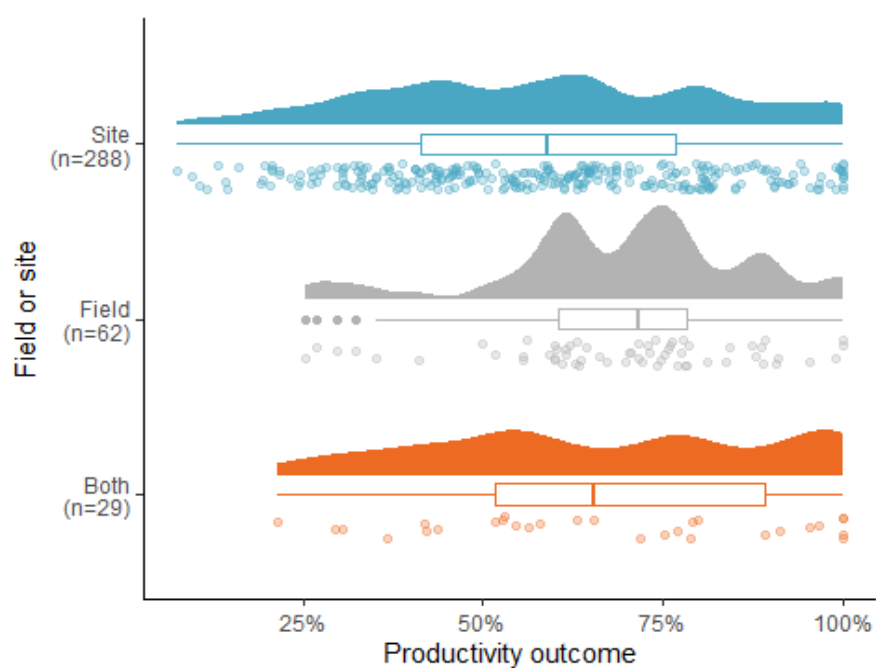 Field or site
Site
(n=288)
Field
(n=62)
Both
(n=29)
25%
50%
75%
100%
Productivity outcome